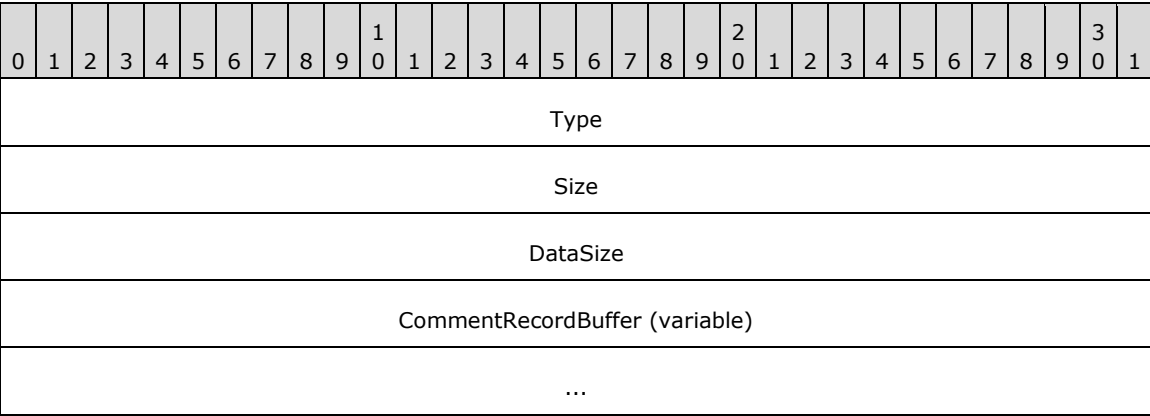 1 2 3
0 1 2 3 4 5 6 7 8 9 0 1 2 3 4 5 6 7 8 9 0 1 2 3 4 5 6 7 8 9 0 1
Type
Size
DataSize
CommentRecordBuffer (variable)
...